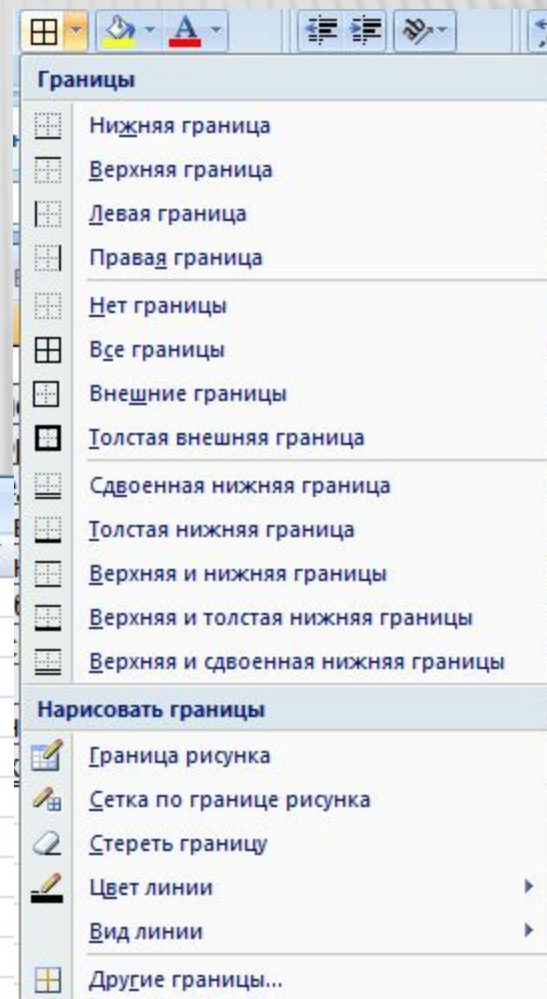 Границы
Нижняя граница
Верхняя граница
Левая граница
Правая граница
Нет границы
Все границы
Внешние границы
Толстая внешняя граница
Сдвоенная нижняя граница
Толстая нижняя граница
Верхняя и нижняя границы
Верхняя и толстая нижняя границы
Верхняя и сдвоенная нижняя границы
Нарисовать границы
Граница рисунка
Сетка по границе рисунка
Стереть границу
Цвет линии
Вид линии
Другие границы...